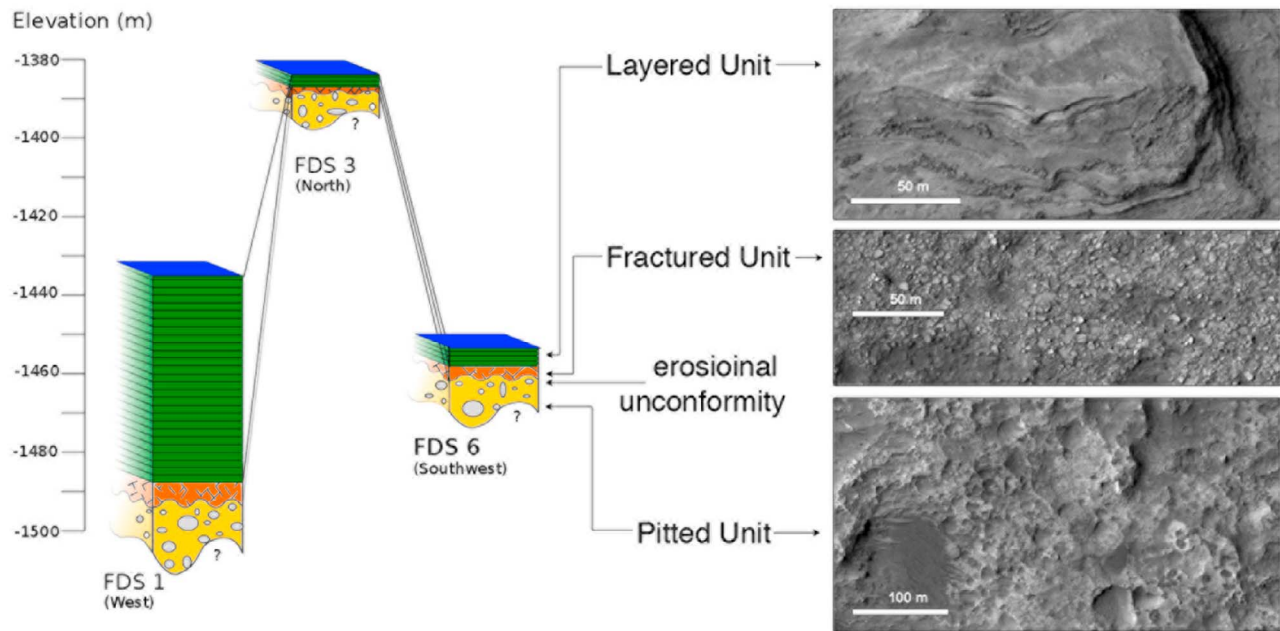 Elevation (m)
-1380
-1400
-1420
-1440
-1460
-1480
-1500
?
FDS 3
(North)
?
FDS 6
(Southwest)
?
FDS 1
(West)
Layered Unit
Fractured Unit
erosioinal
unconformity
Pitted Unit
50 m
50 m
100 m